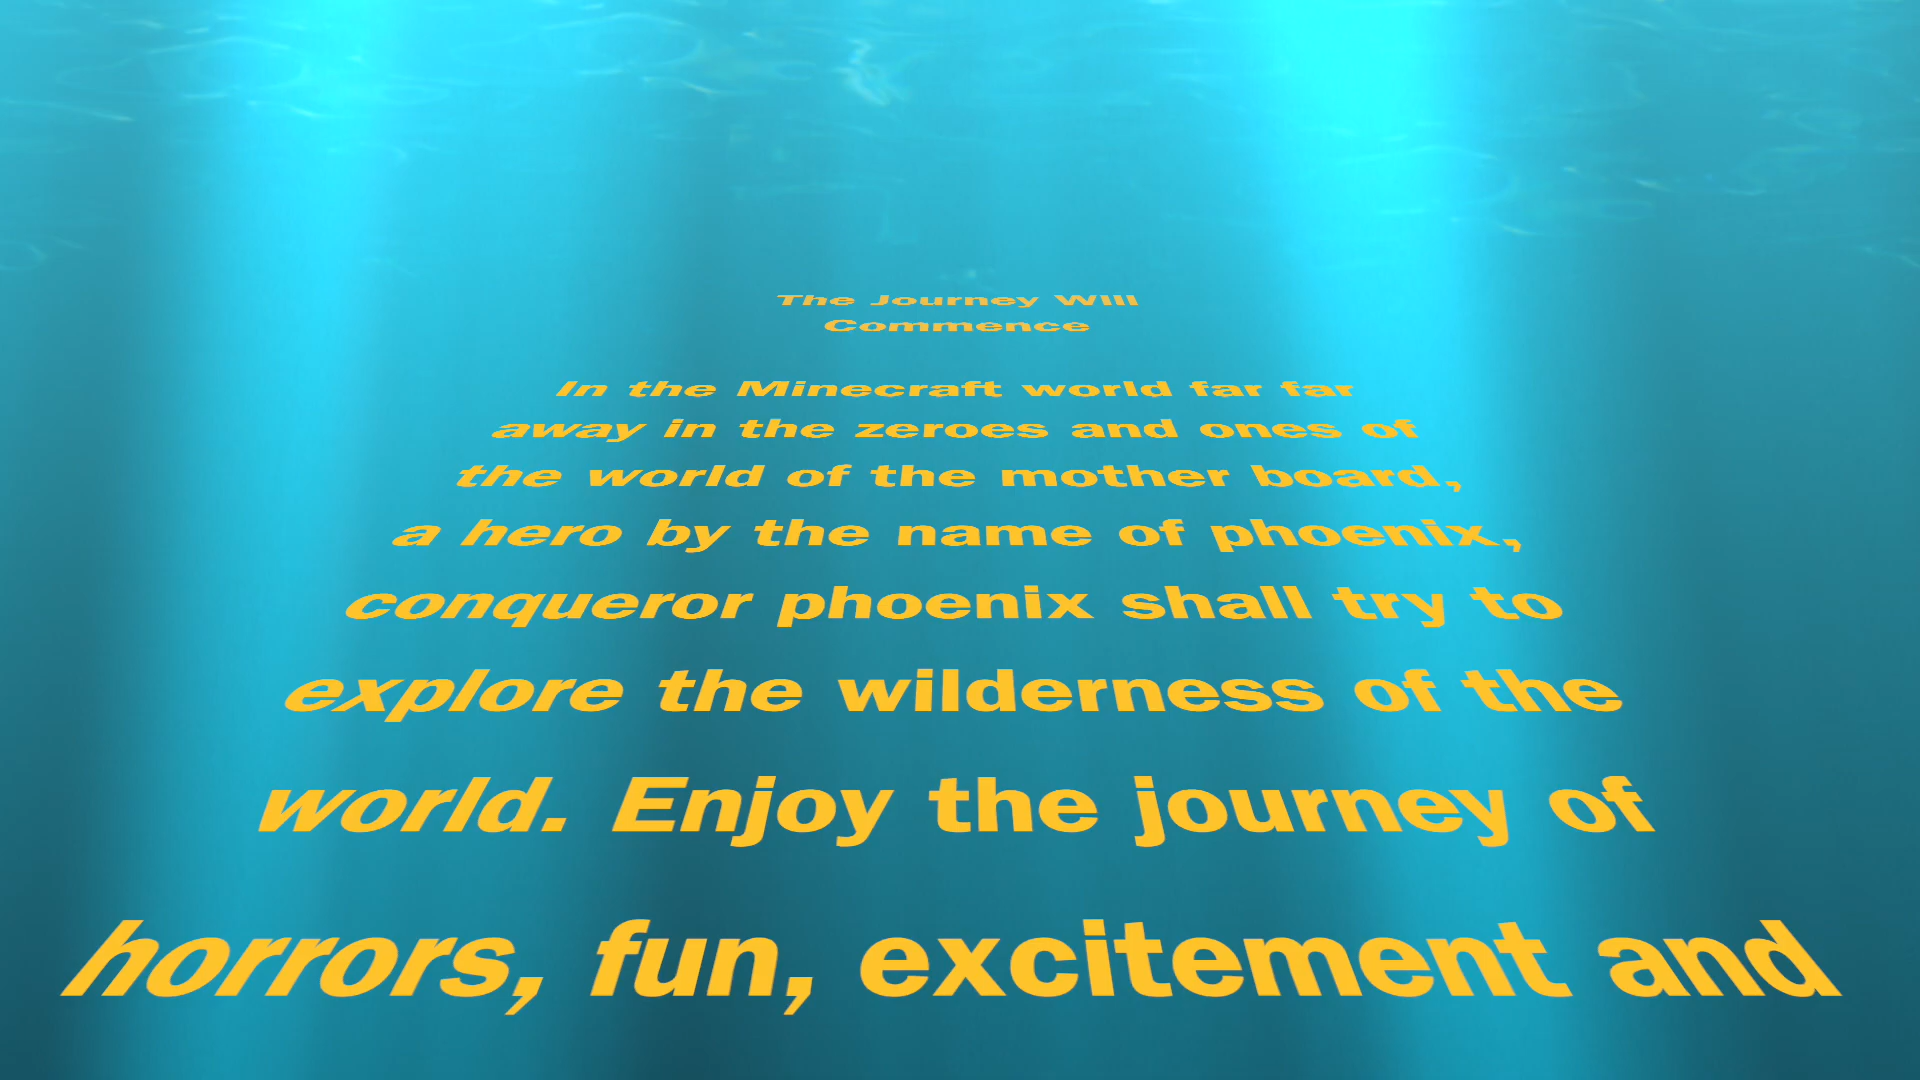 The Journey Will
Commence
In the Minecraft world far far
away in the zeroes and ones of
the world of the mother board,
a hero by the name of phoenix,
conqueror phoenix shall try to
explore the wilderness of the
world. Enjoy the journey of
horrors, fun, excitement and